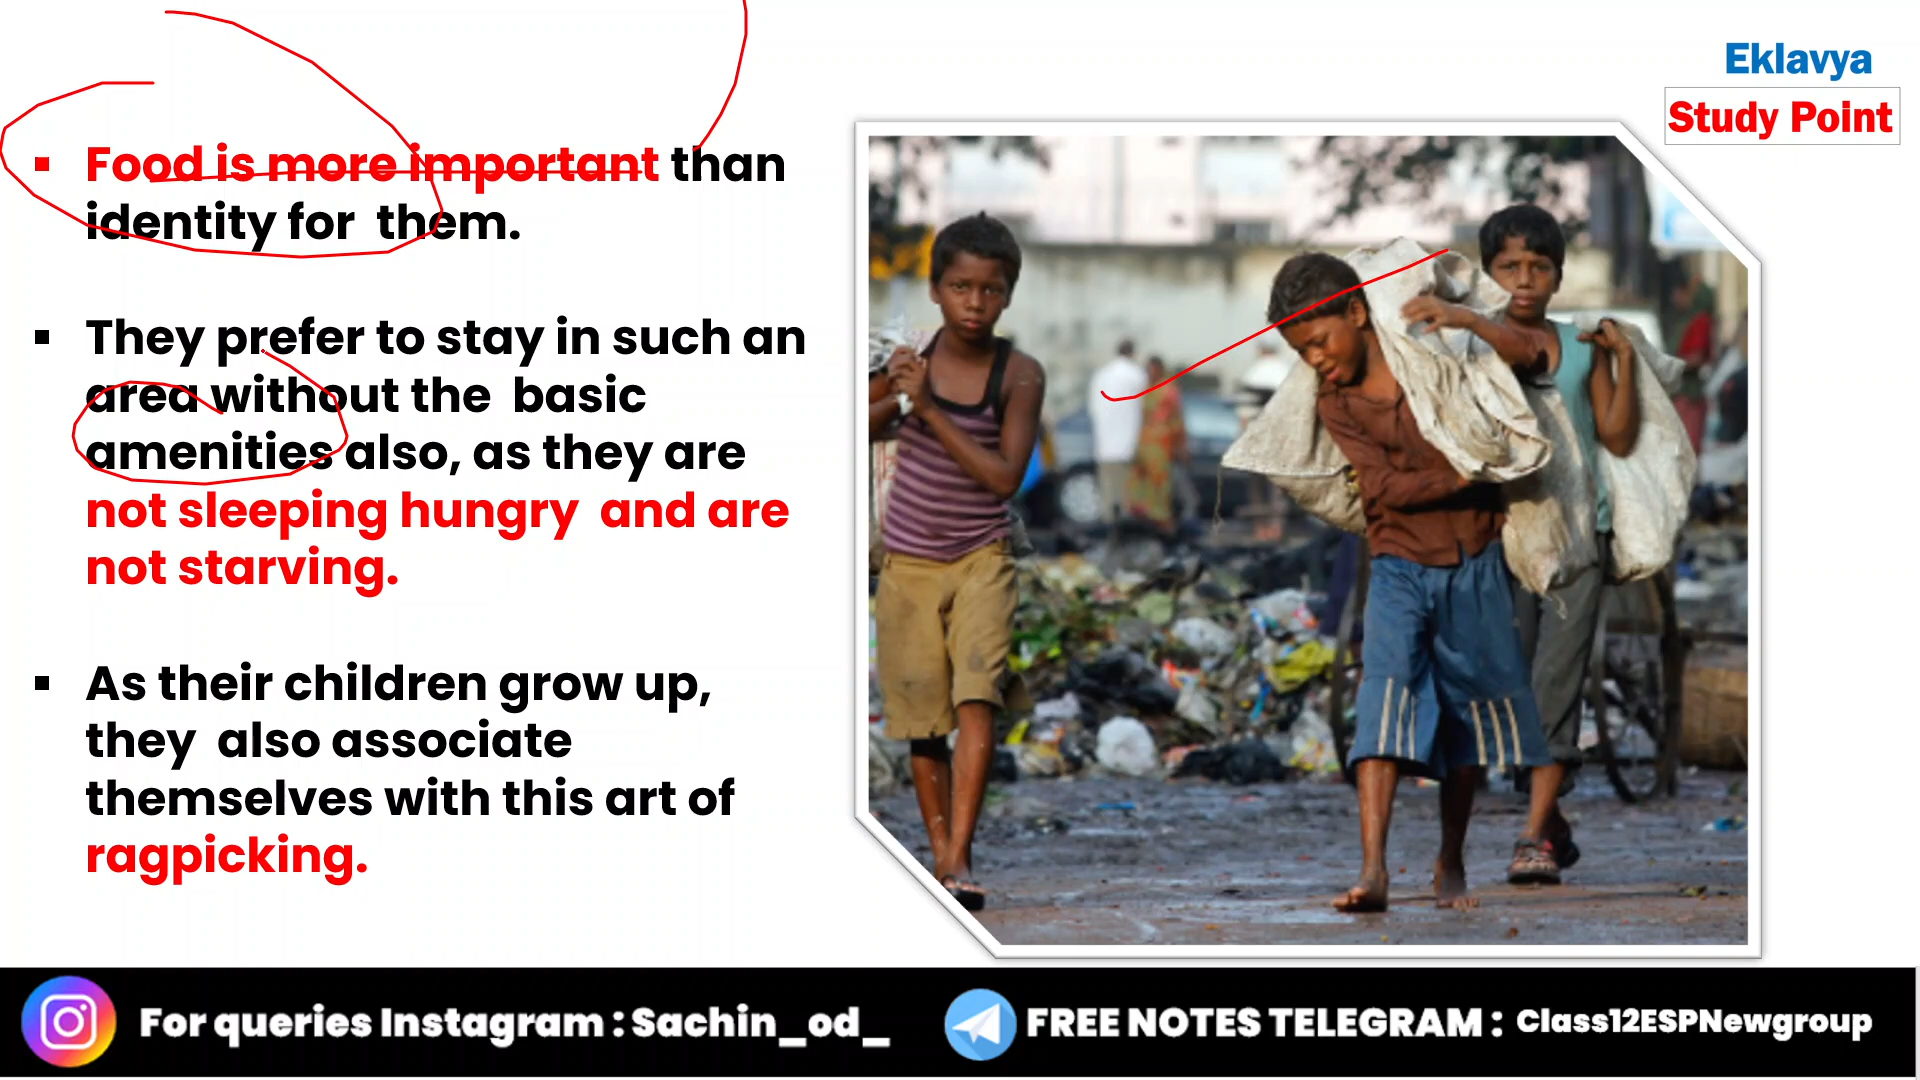 Eklavya
Study Point
▪ Food is more important than
identity for them.
▪ They prefer to stay in such an
area without the basic
amenities also, as they are
not sleeping hungry and are
not starving.
▪ As their children grow up,
they also associate
themselves with this art of
ragpicking.
For queries Instagram : Sachin_od_ FREE NOTES TELEGRAM : Class12ESPNewgroup